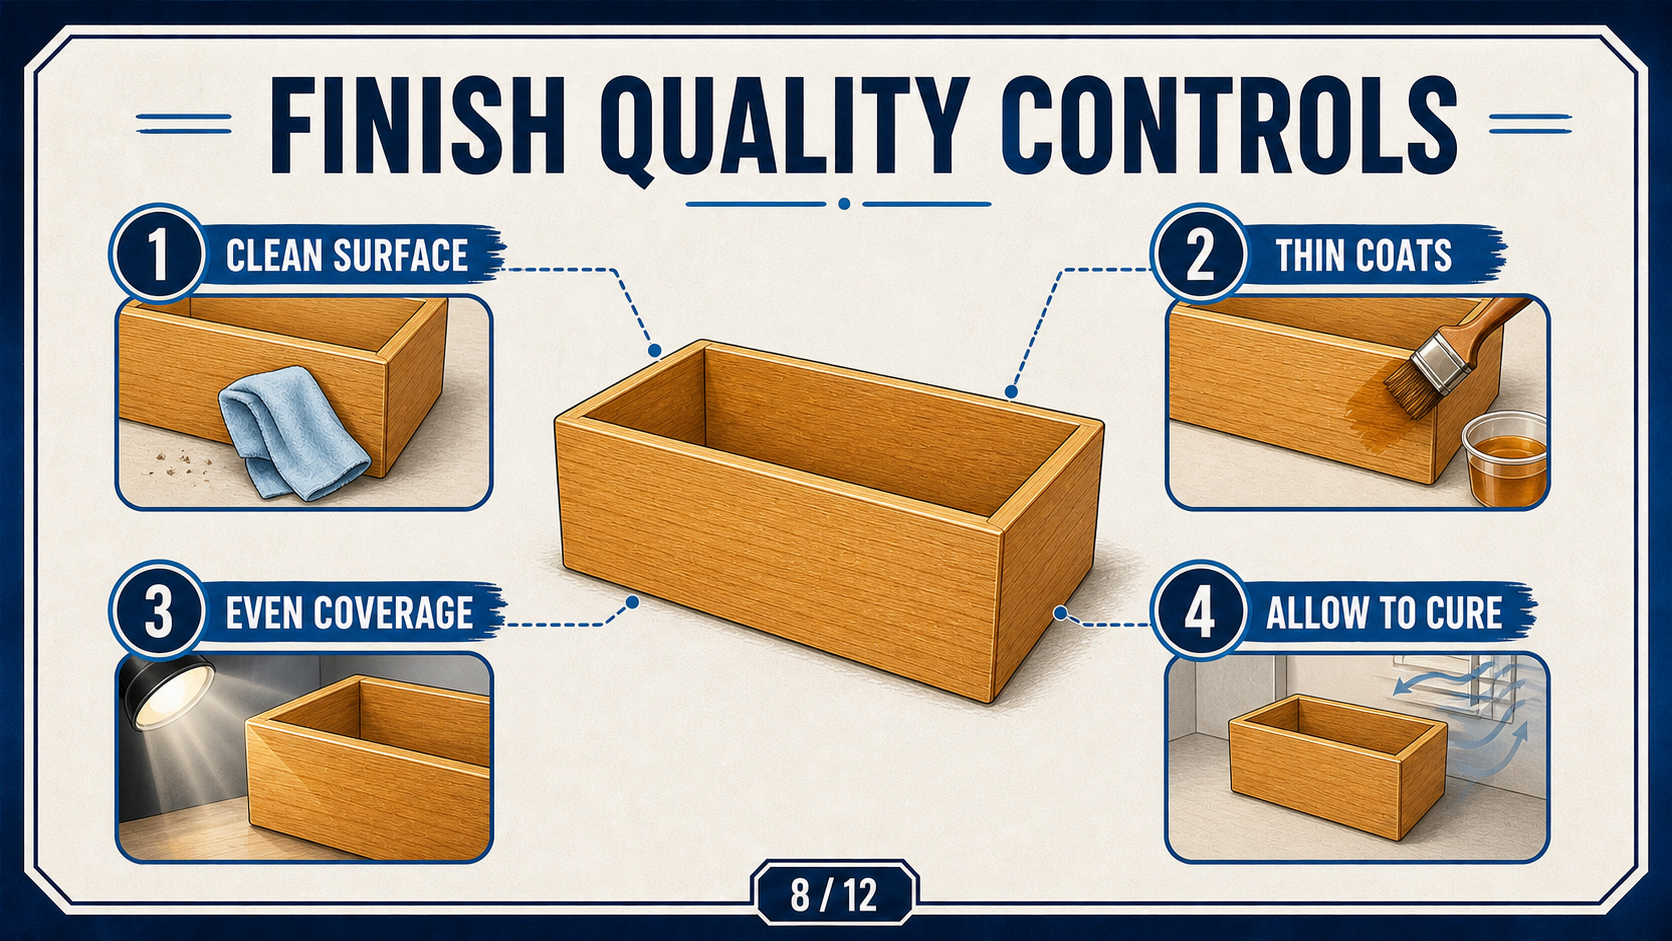 FINISH QUALITY CONTROLS
1 CLEAN SURFACE
2 THIN COATS
3 EVEN COVERAGE
4 ALLOW TO CURE
8 / 12